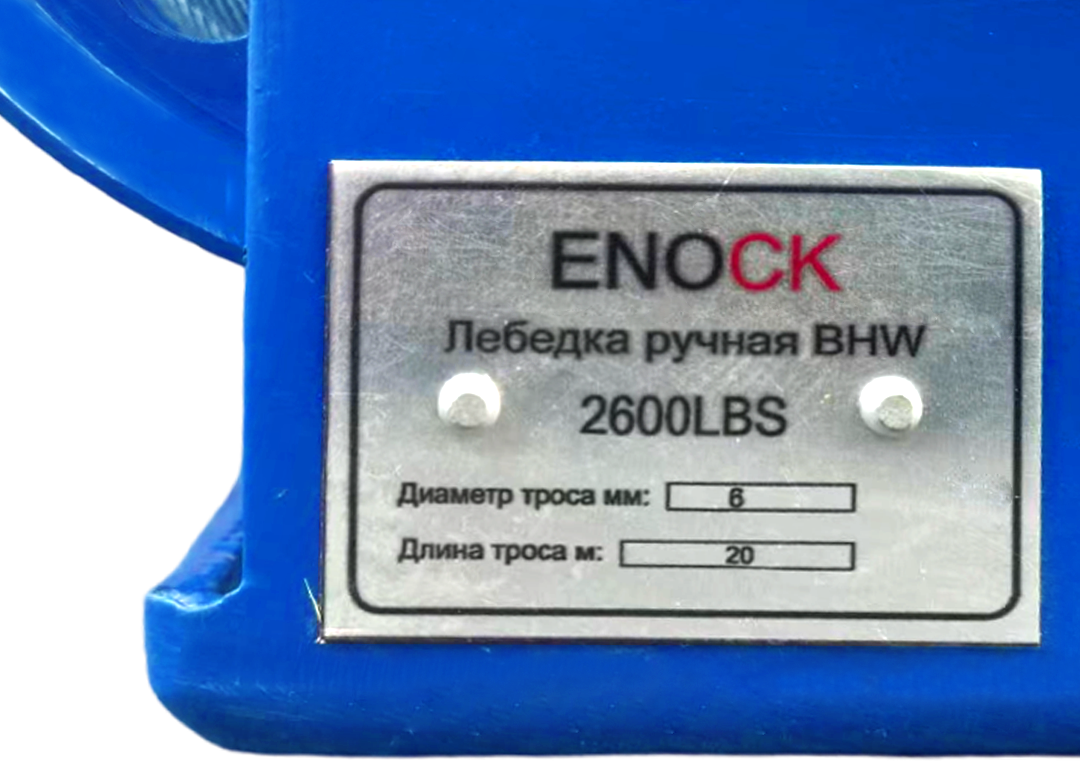 ENOCK
Лебедка ручная BHW
2600LBS
Диаметр троса мм: 6
Длина троса м: 20